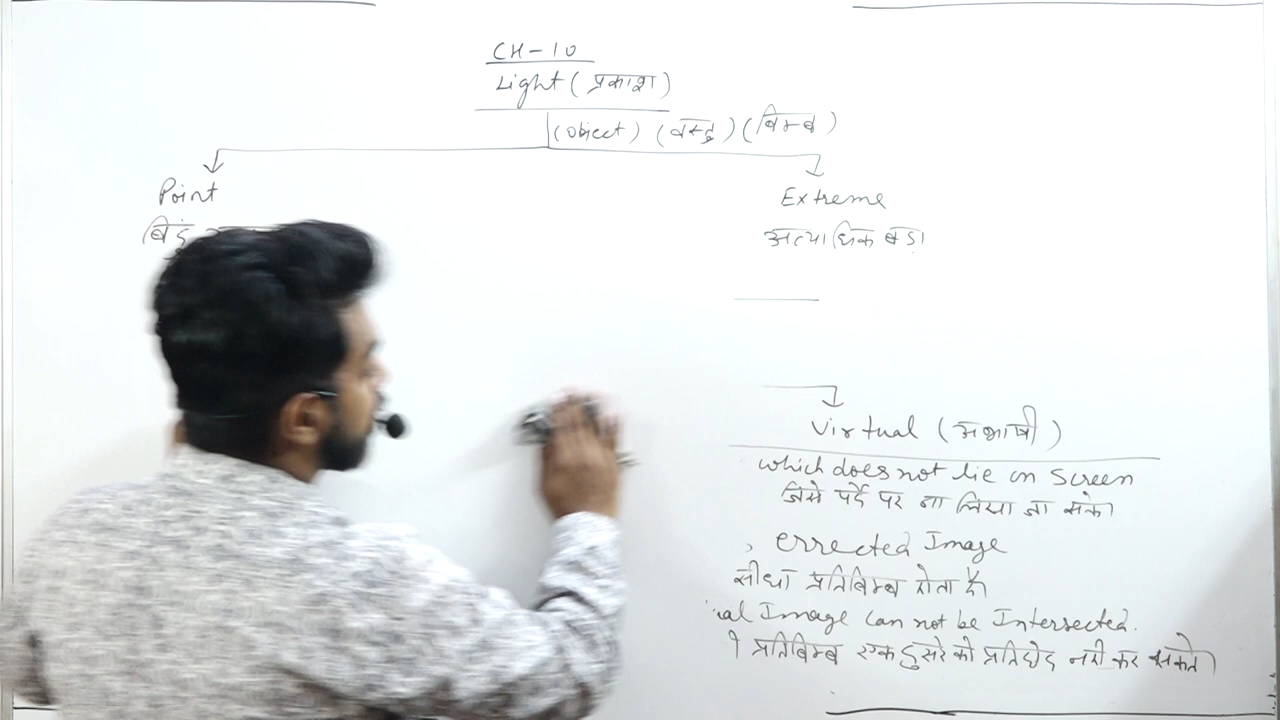 CH-10
Light (प्रकाश)
(Object) (वस्तु) (बिम्ब)
Point
Extreme
बिंदु
अत्याधिक बडा
Virtual (अभाषी)
which does not lie on Screen
जिसे पर्दे पर ना लिया जा सके।
errected Image
सीधा प्रतिबिम्ब होता है।
Image Can not be Intersected.
प्रतिबिम्ब एक दुसरे को प्रतिछेद नही कर सकते